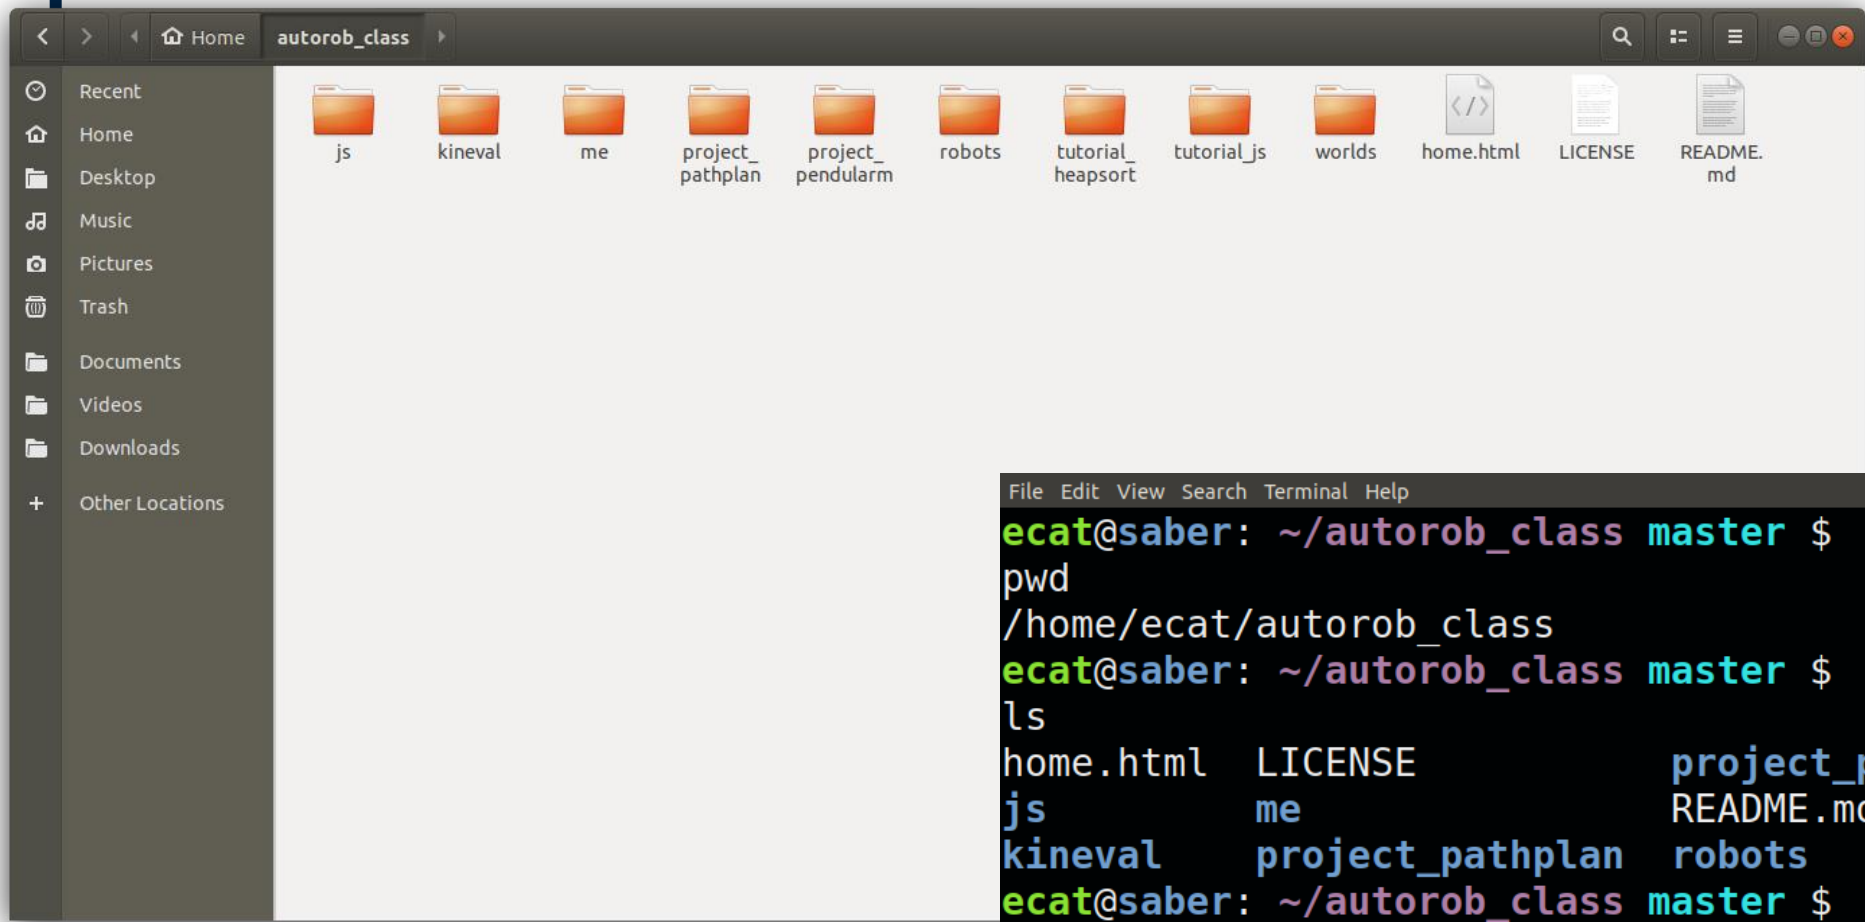 Home autorob_class
Recent
Home
Desktop
Music
Pictures
Trash
Documents
Videos
Downloads
Other Locations
js kineval me project_ project_ robots tutorial_ tutorial_js worlds home.html LICENSE README.
pathplan pendularm heapsort md
File Edit View Search Terminal Help
ecat@saber: ~/autorob_class master $
pwd
/home/ecat/autorob_class
ecat@saber: ~/autorob_class master $
ls
home.html LICENSE project_p
js me README.md
kineval project_pathplan robots
ecat@saber: ~/autorob_class master $